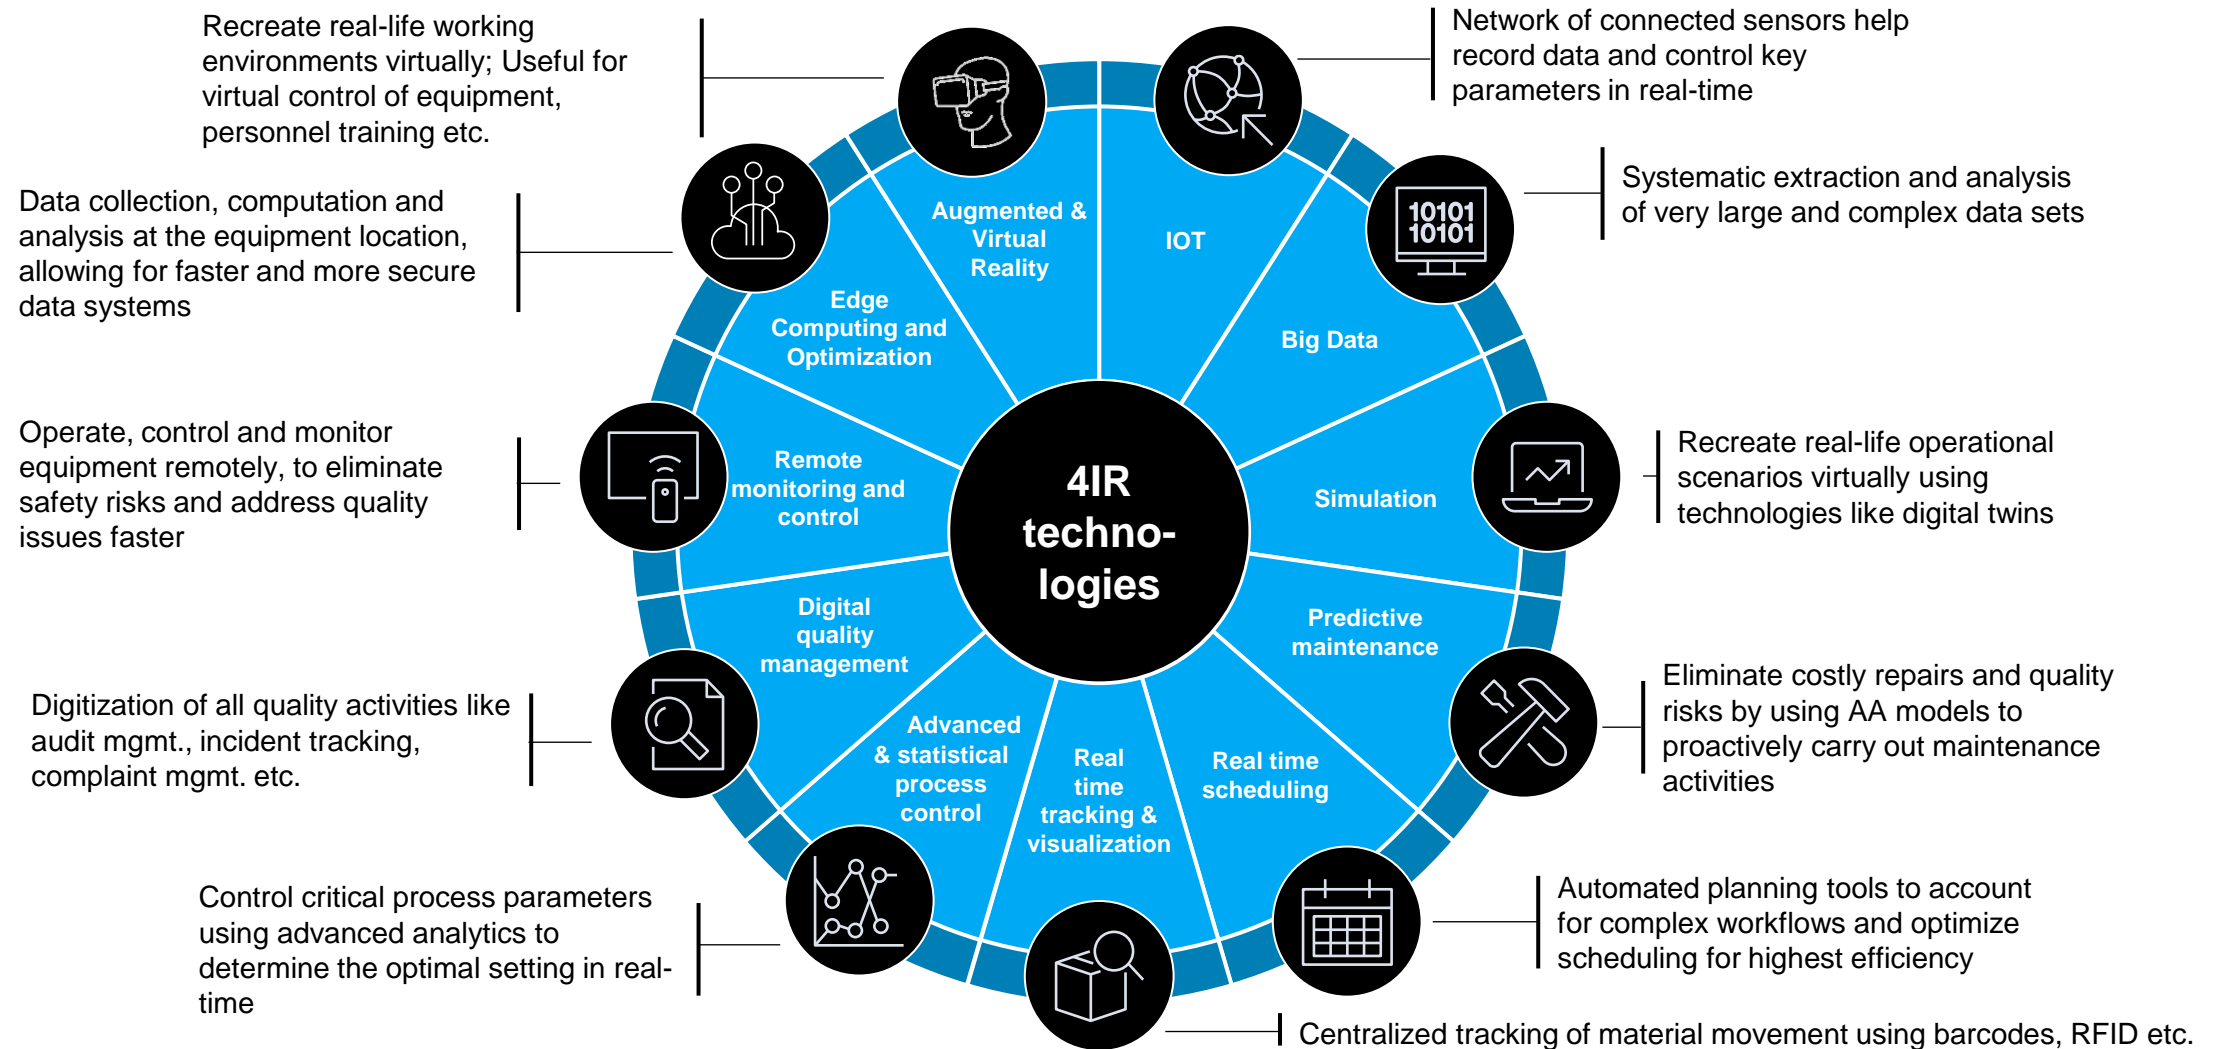 Recreate real-life working
environments virtually; Useful for
virtual control of equipment,
personnel training etc.
Network of connected sensors help
record data and control key
parameters in real-time
Data collection, computation and
analysis at the equipment location,
allowing for faster and more secure
data systems
Systematic extraction and analysis
of very large and complex data sets
10101
10101
Augmented &
Virtual
Reality
IOT
Edge
Computing and
Optimization
Big Data
Operate, control and monitor
equipment remotely, to eliminate
safety risks and address quality
issues faster
Remote
monitoring and
control
4IR
techno-
logies
Simulation
Recreate real-life operational
scenarios virtually using
technologies like digital twins
Digital
quality
management
Predictive
maintenance
Digitization of all quality activities like
audit mgmt., incident tracking,
complaint mgmt. etc.
Eliminate costly repairs and quality
risks by using AA models to
proactively carry out maintenance
activities
Advanced
& statistical
process
control
Real
time
tracking &
visualization
Real time
scheduling
Control critical process parameters
using advanced analytics to
determine the optimal setting in real-
time
Automated planning tools to account
for complex workflows and optimize
scheduling for highest efficiency
Centralized tracking of material movement using barcodes, RFID etc.